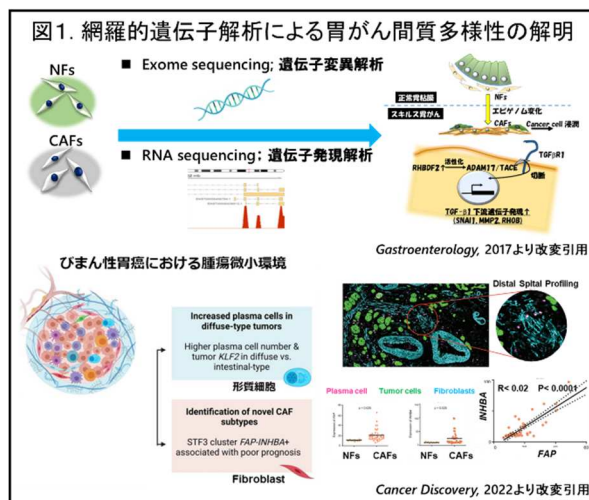 図1. 網羅的遺伝子解析による胃がん間質多様性の解明
NFs
CAFs
■ Exome sequencing; 遺伝子変異解析
■ RNA sequencing; 遺伝子発現解析
NFs
正常胃粘膜
スキルス胃がん
エピゲノム変化
CAFs
Cancer cell 浸潤
TGFβR1
活性化
RHBDF2↑
ADAM17/TACE
切断
TGF-β1 下流遺伝子発現↑
(SNAI1, MMP2, RHOB)
Gastroenterology, 2017より改変引用
びまん性胃癌における腫瘍微小環境
Increased plasma cells in
diffuse-type tumors
Higher plasma cell number &
tumor KLF2 in diffuse vs.
intestinal-type
形質細胞
Identification of novel CAF
subtypes
STF3 cluster FAP-INHBA+
associated with poor prognosis
Fibroblast
Distal Spital Profiling
Plasma cell
Tumor cells
Fibroblasts
NFs
CAFs
NFs
CAFs
INHBA
R< 0.02
P< 0.0001
FAP
Cancer Discovery, 2022より改変引用